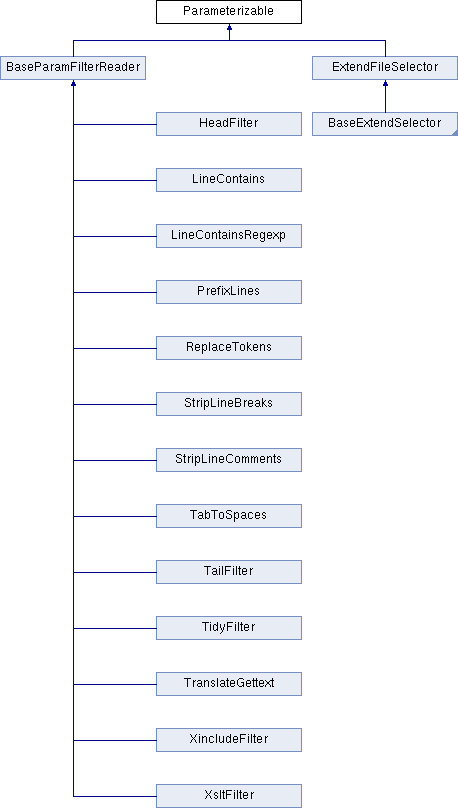 Parameterizable
BaseParamFilterReader
ExtendFileSelector
HeadFilter
BaseExtendSelector
LineContains
LineContainsRegexp
PrefixLines
ReplaceTokens
StripLineBreaks
StripLineComments
TabToSpaces
TailFilter
TidyFilter
TranslateGettext
XincludeFilter
XsltFilter